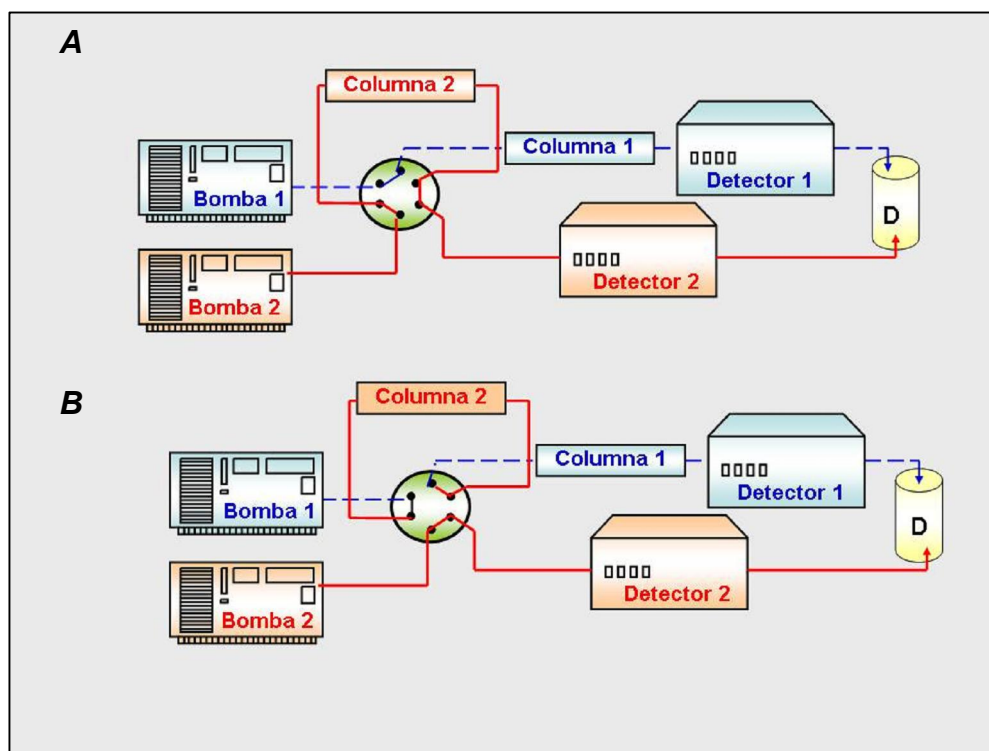 A
Columna 2
Columna 1
Detector 1
Bomba 1
D
Detector 2
Bomba 2
B
Columna 2
Columna 1
Detector 1
Bomba 1
D
Detector 2
Bomba 2